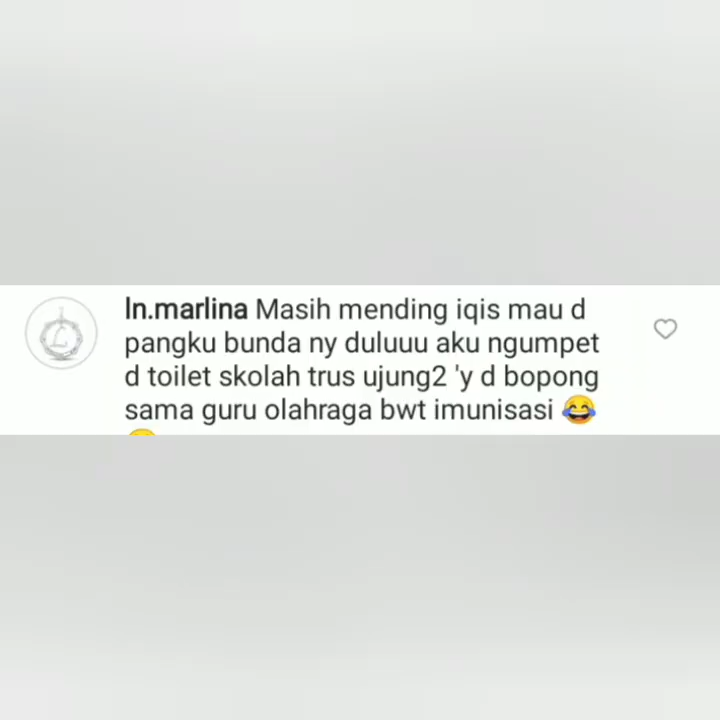 ln.marlina Masih mending iqis mau d
pangku bunda ny duluuu aku ngumpet
d toilet skolah trus ujung2 'y d bopong
sama guru olahraga bwt imunisasi 😂